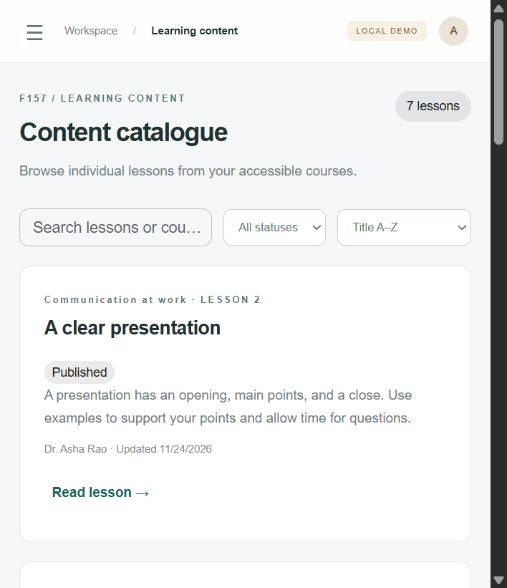 Workspace / Learning content
LOCAL DEMO
A
F157 / LEARNING CONTENT
7 lessons
Content catalogue
Browse individual lessons from your accessible courses.
Search lessons or cou…
All statuses
Title A–Z
Communication at work · LESSON 2
A clear presentation
Published
A presentation has an opening, main points, and a close. Use
examples to support your points and allow time for questions.
Dr. Asha Rao · Updated 11/24/2026
Read lesson →